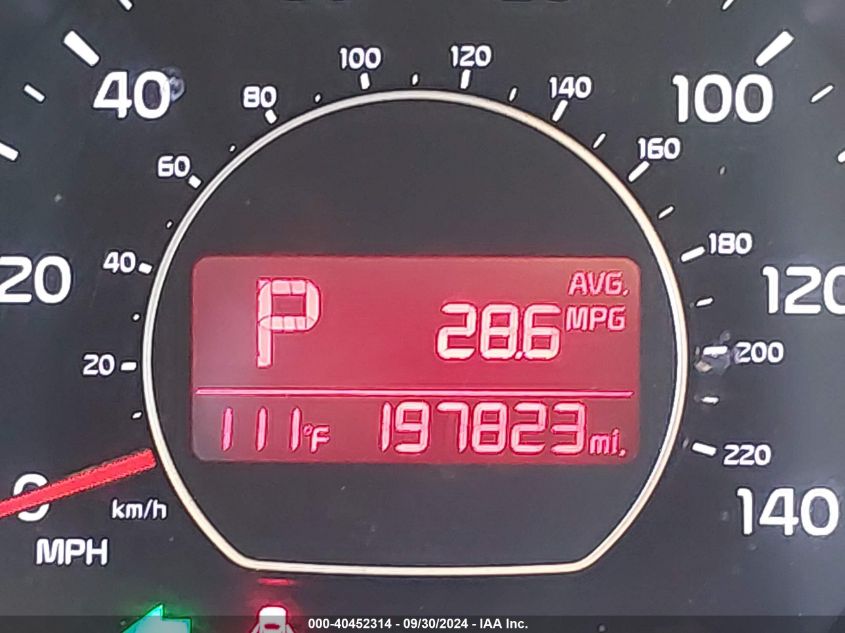 100 120
40 80 140 100
60 160
40 180
20 120
P AVG.
28.6 MPG
20 200
111°F 197823 mi.
220
0 km/h 140
MPH
000-40452314 - 09/30/2024 - IAA Inc.